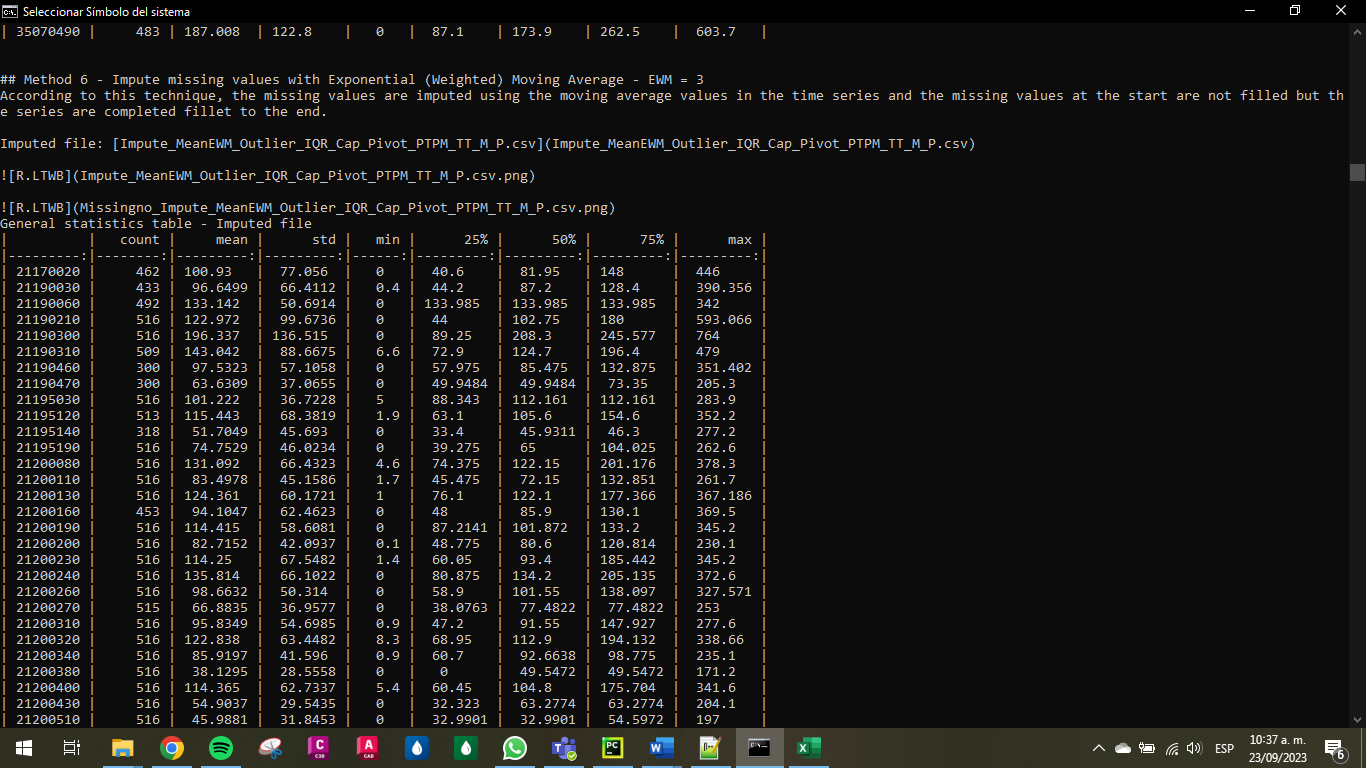 Seleccionar Símbolo del sistema
| 35070490 |     483 | 187.008  | 122.8    |   0   |  87.1    | 173.9    | 262.5    |  603.7   |
## Method 6 - Impute missing values with Exponential (Weighted) Moving Average - EWM = 3
According to this technique, the missing values are imputed using the moving average values in the time series and the missing values at the start are not filled but th
e series are completed fillet to the end.
Imputed file: [Impute_MeanEWM_Outlier_IQR_Cap_Pivot_PTPM_TT_M_P.csv](Impute_MeanEWM_Outlier_IQR_Cap_Pivot_PTPM_TT_M_P.csv)
![R.LTWB](Impute_MeanEWM_Outlier_IQR_Cap_Pivot_PTPM_TT_M_P.csv.png)
![R.LTWB](Missingno_Impute_MeanEWM_Outlier_IQR_Cap_Pivot_PTPM_TT_M_P.csv.png)
General statistics table - Imputed file
|          |   count |     mean |      std |   min |      25% |      50% |      75% |      max |
|---------:|--------:|---------:|---------:|------:|---------:|---------:|---------:|---------:|
| 21170020 |     462 | 100.93   |  77.056  |   0   |  40.6    |  81.95   | 148      | 446      |
| 21190030 |     433 |  96.6499 |  66.4112 |   0.4 |  44.2    |  87.2    | 128.4    | 390.356  |
| 21190060 |     492 | 133.142  |  50.6914 |   0   | 133.985  | 133.985  | 133.985  | 342      |
| 21190210 |     516 | 122.972  |  99.6736 |   0   |  44      | 102.75   | 180      | 593.066  |
| 21190300 |     516 | 196.337  | 136.515  |   0   |  89.25   | 208.3    | 245.577  | 764      |
| 21190310 |     509 | 143.042  |  88.6675 |   6.6 |  72.9    | 124.7    | 196.4    | 479      |
| 21190460 |     300 |  97.5323 |  57.1058 |   0   |  57.975  |  85.475  | 132.875  | 351.402  |
| 21190470 |     300 |  63.6309 |  37.0655 |   0   |  49.9484 |  49.9484 |  73.35   | 205.3    |
| 21195030 |     516 | 101.222  |  36.7228 |   5   |  88.343  | 112.161  | 112.161  | 283.9    |
| 21195120 |     513 | 115.443  |  68.3819 |   1.9 |  63.1    | 105.6    | 154.6    | 352.2    |
| 21195140 |     318 |  51.7049 |  45.693  |   0   |  33.4    |  45.9311 |  46.3    | 277.2    |
| 21195190 |     516 |  74.7529 |  46.0234 |   0   |  39.275  |  65      | 104.025  | 262.6    |
| 21200080 |     516 | 131.092  |  66.4323 |   4.6 |  74.375  | 122.15   | 201.176  | 378.3    |
| 21200110 |     516 |  83.4978 |  45.1586 |   1.7 |  45.475  |  72.15   | 132.851  | 261.7    |
| 21200130 |     516 | 124.361  |  60.1721 |   1   |  76.1    | 122.1    | 177.366  | 367.186  |
| 21200160 |     453 |  94.1047 |  62.4623 |   0   |  48      |  85.9    | 130.1    | 369.5    |
| 21200190 |     516 | 114.415  |  58.6081 |   0   |  87.2141 | 101.872  | 133.2    | 345.2    |
| 21200200 |     516 |  82.7152 |  42.0937 |   0.1 |  48.775  |  80.6    | 120.814  | 230.1    |
| 21200230 |     516 | 114.25   |  67.5482 |   1.4 |  60.05   |  93.4    | 185.442  | 345.2    |
| 21200240 |     516 | 135.814  |  66.1022 |   0   |  80.875  | 134.2    | 205.135  | 372.6    |
| 21200260 |     516 |  98.6632 |  50.314  |   0   |  58.9    | 101.55   | 138.097  | 327.571  |
| 21200270 |     515 |  66.8835 |  36.9577 |   0   |  38.0763 |  77.4822 |  77.4822 | 253      |
| 21200310 |     516 |  95.8349 |  54.6985 |   0.9 |  47.2    |  91.55   | 147.927  | 277.6    |
| 21200320 |     516 | 122.838  |  63.4482 |   8.3 |  68.95   | 112.9    | 194.132  | 338.66   |
| 21200340 |     516 |  85.9197 |  41.596  |   0.9 |  60.7    |  92.6638 |  98.775  | 235.1    |
| 21200380 |     516 |  38.1295 |  28.5558 |   0   |   0      |  49.5472 |  49.5472 | 171.2    |
| 21200400 |     516 | 114.365  |  62.7337 |   5.4 |  60.45   | 104.8    | 175.704  | 341.6    |
| 21200430 |     516 |  54.9037 |  29.5435 |   0   |  32.323  |  63.2774 |  63.2774 | 204.1    |
| 21200510 |     516 |  45.9881 |  31.8453 |   0   |  32.9901 |  32.9901 |  54.5972 | 197      |
ESP
10:37 a. m.
23/09/2023
6